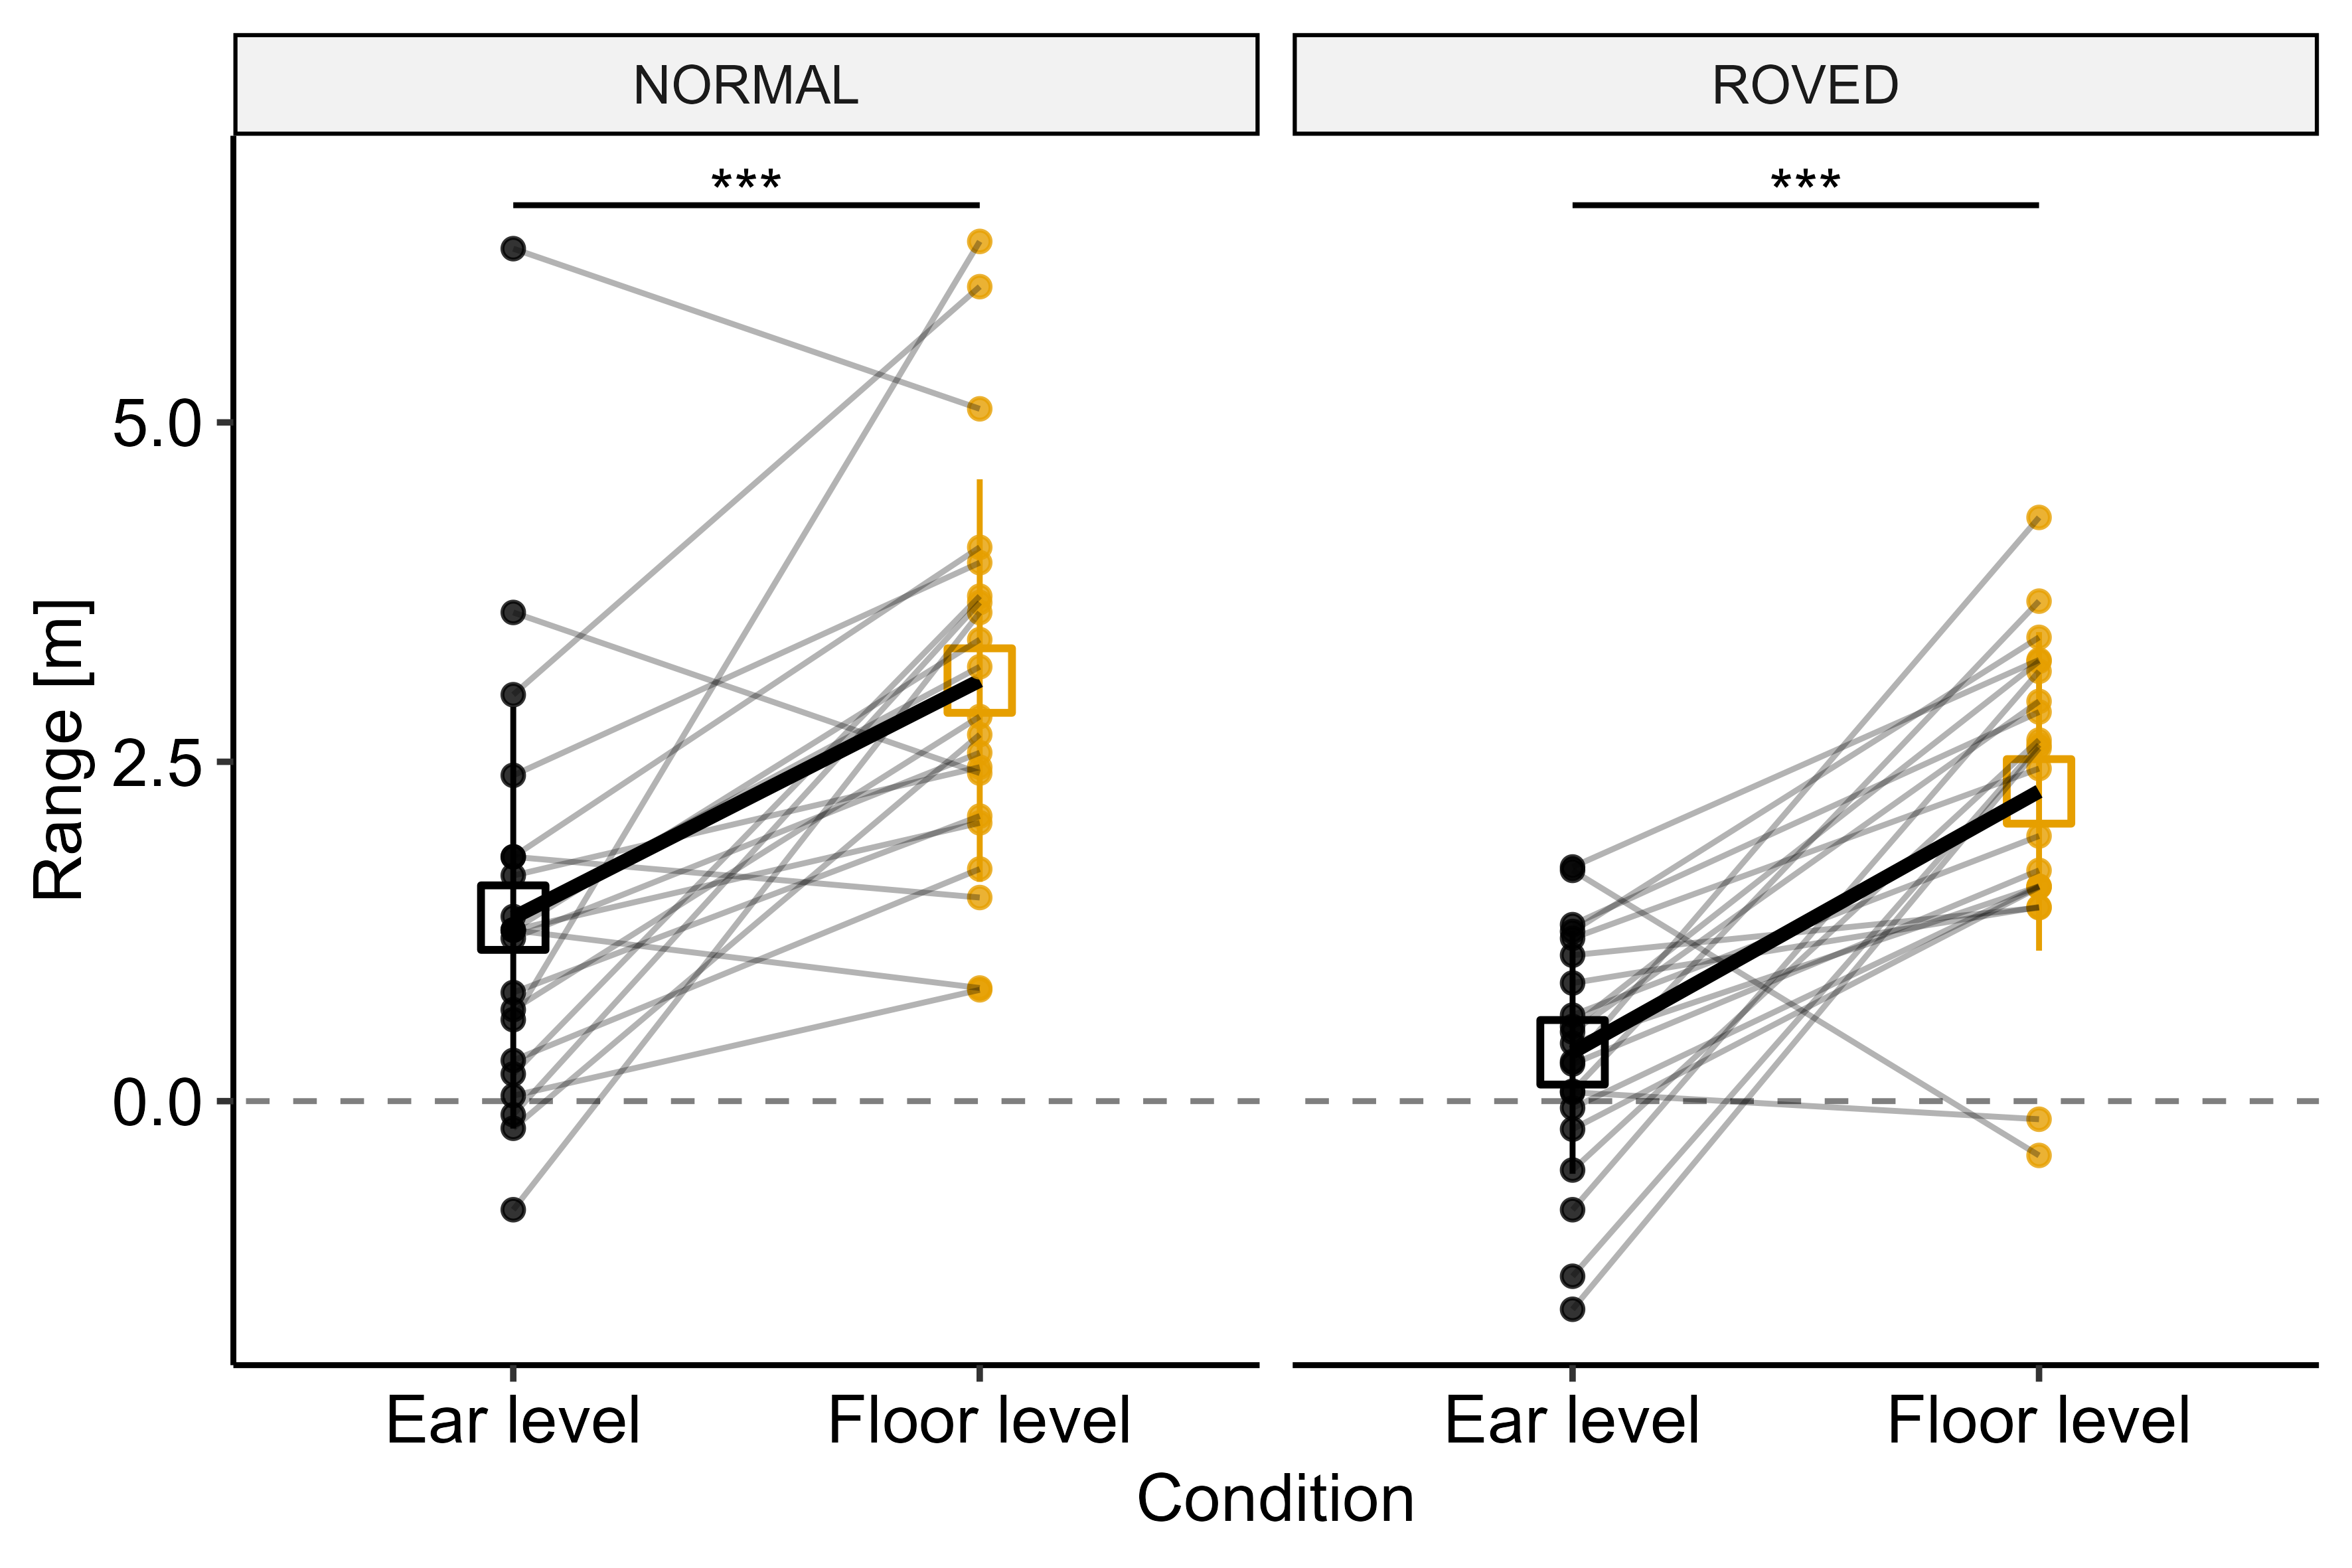 NORMAL
ROVED
***
***
5.0
2.5
0.0
Range [m]
Ear level
Floor level
Ear level
Floor level
Condition